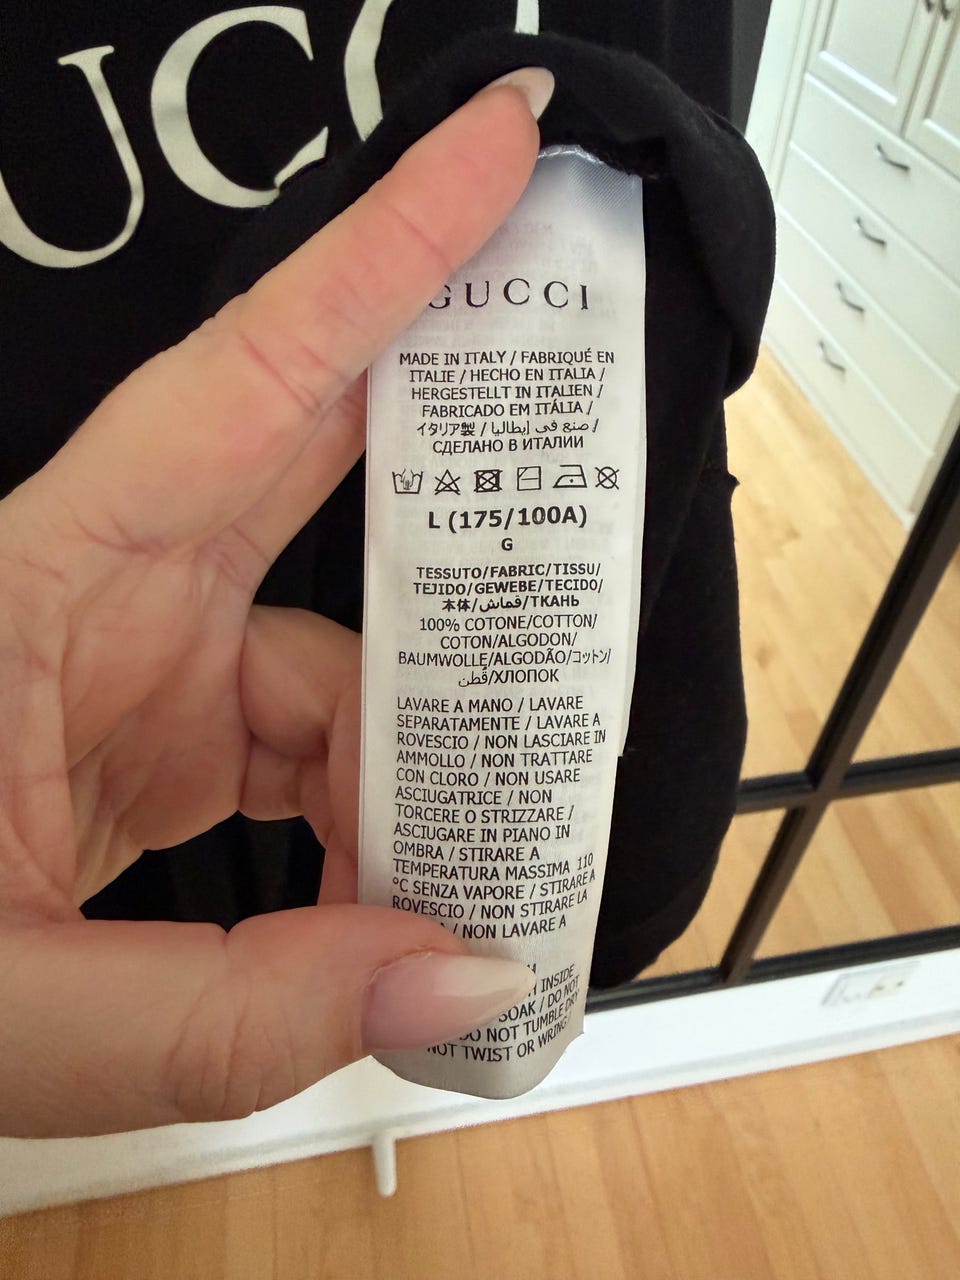 UCC
GUCCI
MADE IN ITALY / FABRIQUÉ EN
ITALIE / HECHO EN ITALIA /
HERGESTELLT IN ITALIEN /
FABRICADO EM ITÁLIA /
イタリア製 / صنع في إيطاليا /
СДЕЛАНО В ИТАЛИИ
L (175/100A)
G
TESSUTO/FABRIC/TISSU/
TEJIDO/GEWEBE/TECIDO/
本体/قماش/ТКАНЬ
100% COTONE/COTTON/
COTON/ALGODON/
BAUMWOLLE/ALGODÃO/コットン/
قطن/ХЛОПОК
LAVARE A MANO / LAVARE
SEPARATAMENTE / LAVARE A
ROVESCIO / NON LASCIARE IN
AMMOLLO / NON TRATTARE
CON CLORO / NON USARE
ASCIUGATRICE / NON
TORCERE O STRIZZARE /
ASCIUGARE IN PIANO IN
OMBRA / STIRARE A
TEMPERATURA MASSIMA 110
°C SENZA VAPORE / STIRARE A
ROVESCIO / NON STIRARE LA
/ NON LAVARE A
INSIDE
SOAK / DO NOT
DO NOT TUMBLE DRY
NOT TWIST OR WRING /